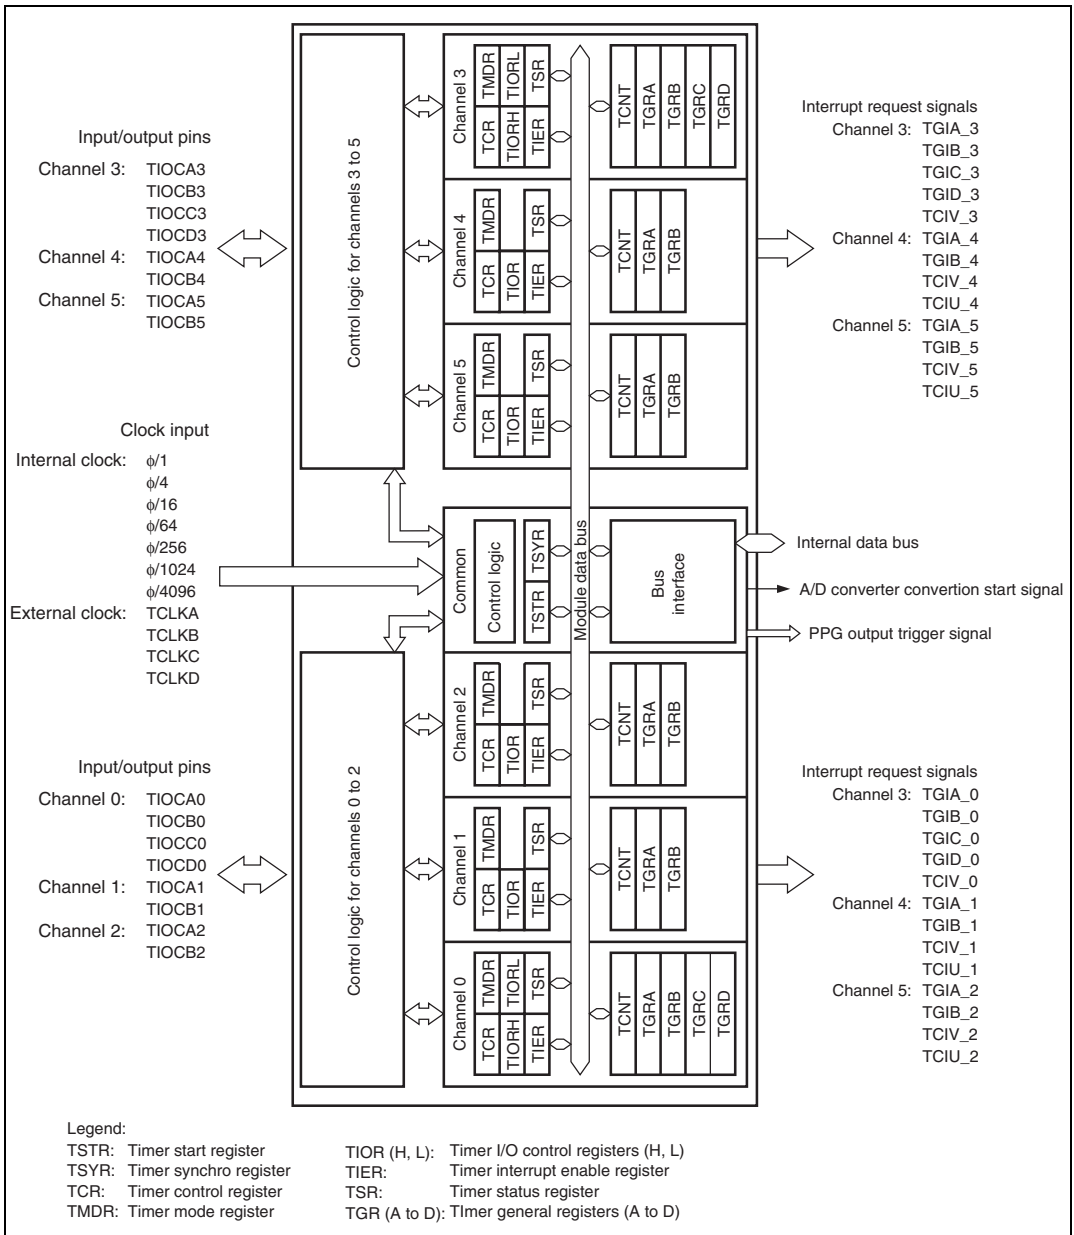 Input/output pins
Channel 3: TIOCA3
TIOCB3
TIOCC3
TIOCD3
Channel 4: TIOCA4
TIOCB4
Channel 5: TIOCA5
TIOCB5
Clock input
Internal clock: ϕ/1
ϕ/4
ϕ/16
ϕ/64
ϕ/256
ϕ/1024
ϕ/4096
External clock: TCLKA
TCLKB
TCLKC
TCLKD
Input/output pins
Channel 0: TIOCA0
TIOCB0
TIOCC0
TIOCD0
Channel 1: TIOCA1
TIOCB1
Channel 2: TIOCA2
TIOCB2
Control logic for channels 3 to 5
Control logic for channels 0 to 2
Channel 3
TMDR
TIORL
TSR
TCR
TIORH
TIER
TCNT
TGRA
TGRB
TGRC
TGRD
Channel 4
TMDR
TSR
TCR
TIOR
TIER
TCNT
TGRA
TGRB
Channel 5
TMDR
TSR
TCR
TIOR
TIER
TCNT
TGRA
TGRB
Common
Control logic
TSYR
TSTR
Module data bus
Bus
interface
Channel 2
TMDR
TSR
TCR
TIOR
TIER
TCNT
TGRA
TGRB
Channel 1
TMDR
TSR
TCR
TIOR
TIER
TCNT
TGRA
TGRB
Channel 0
TMDR
TIORL
TSR
TCR
TIORH
TIER
TCNT
TGRA
TGRB
TGRC
TGRD
Interrupt request signals
Channel 3: TGIA_3
TGIB_3
TGIC_3
TGID_3
TCIV_3
Channel 4: TGIA_4
TGIB_4
TCIV_4
TCIU_4
Channel 5: TGIA_5
TGIB_5
TCIV_5
TCIU_5
Internal data bus
A/D converter convertion start signal
PPG output trigger signal
Interrupt request signals
Channel 3: TGIA_0
TGIB_0
TGIC_0
TGID_0
TCIV_0
Channel 4: TGIA_1
TGIB_1
TCIV_1
TCIU_1
Channel 5: TGIA_2
TGIB_2
TCIV_2
TCIU_2
Legend:
TSTR: Timer start register
TSYR: Timer synchro register
TCR: Timer control register
TMDR: Timer mode register
TIOR (H, L): Timer I/O control registers (H, L)
TIER: Timer interrupt enable register
TSR: Timer status register
TGR (A to D): TImer general registers (A to D)